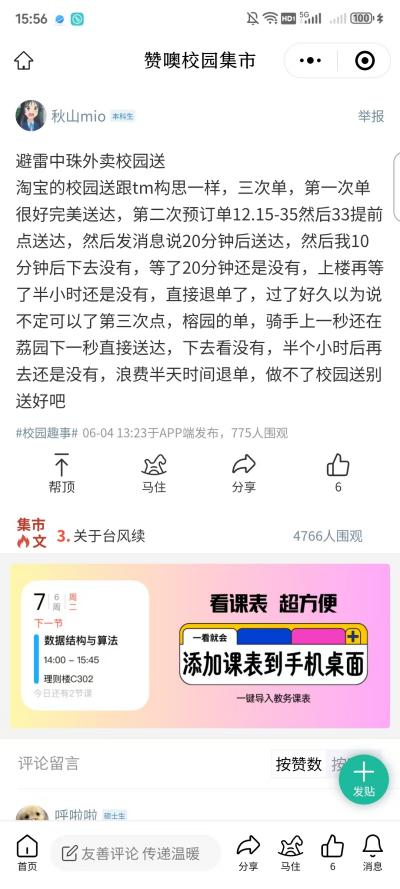 15:56
HD1 5G 100
赞噢校园集市
秋山mio 本科生 举报
避雷中珠外卖校园送
淘宝的校园送跟tm构思一样，三次单，第一次单
很好完美送达，第二次预订单12.15-35然后33提前
点送达，然后发消息说20分钟后送达，然后我10
分钟后下去没有，等了20分钟还是没有，上楼再等
了半小时还是没有，直接退单了，过了好久以为说
不定可以了第三次点，榕园的单，骑手上一秒还在
荔园下一秒直接送达，下去看没有，半个小时后再
去还是没有，浪费半天时间退单，做不了校园送别
送好吧
#校园趣事# 06-04 13:23于APP端发布，775人围观
帮顶 马住 分享 6
集市
火文 3. 关于台风续 4766人围观
7 6周 周二
下一节
数据结构与算法
14:00 - 15:45
理则楼C302
今日还有2节课
看课表 超方便
一看就会
添加课表到手机桌面
一键导入教务课表
评论留言 按赞数 按
发贴
呼啦啦 硕士生
友善评论 传递温暖
首页 分享 马住 6 消息